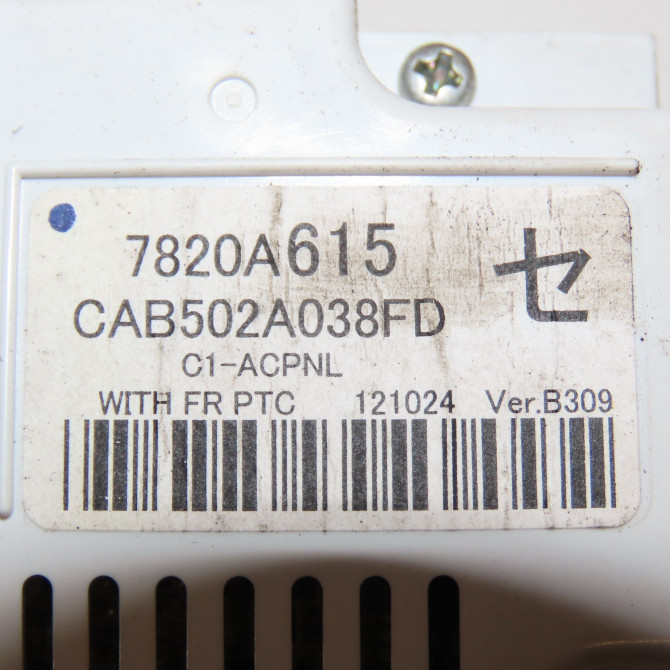 7820A615
CAB502A038FD
セ
C1-ACPNL
WITH FR PTC 121024 Ver.B309